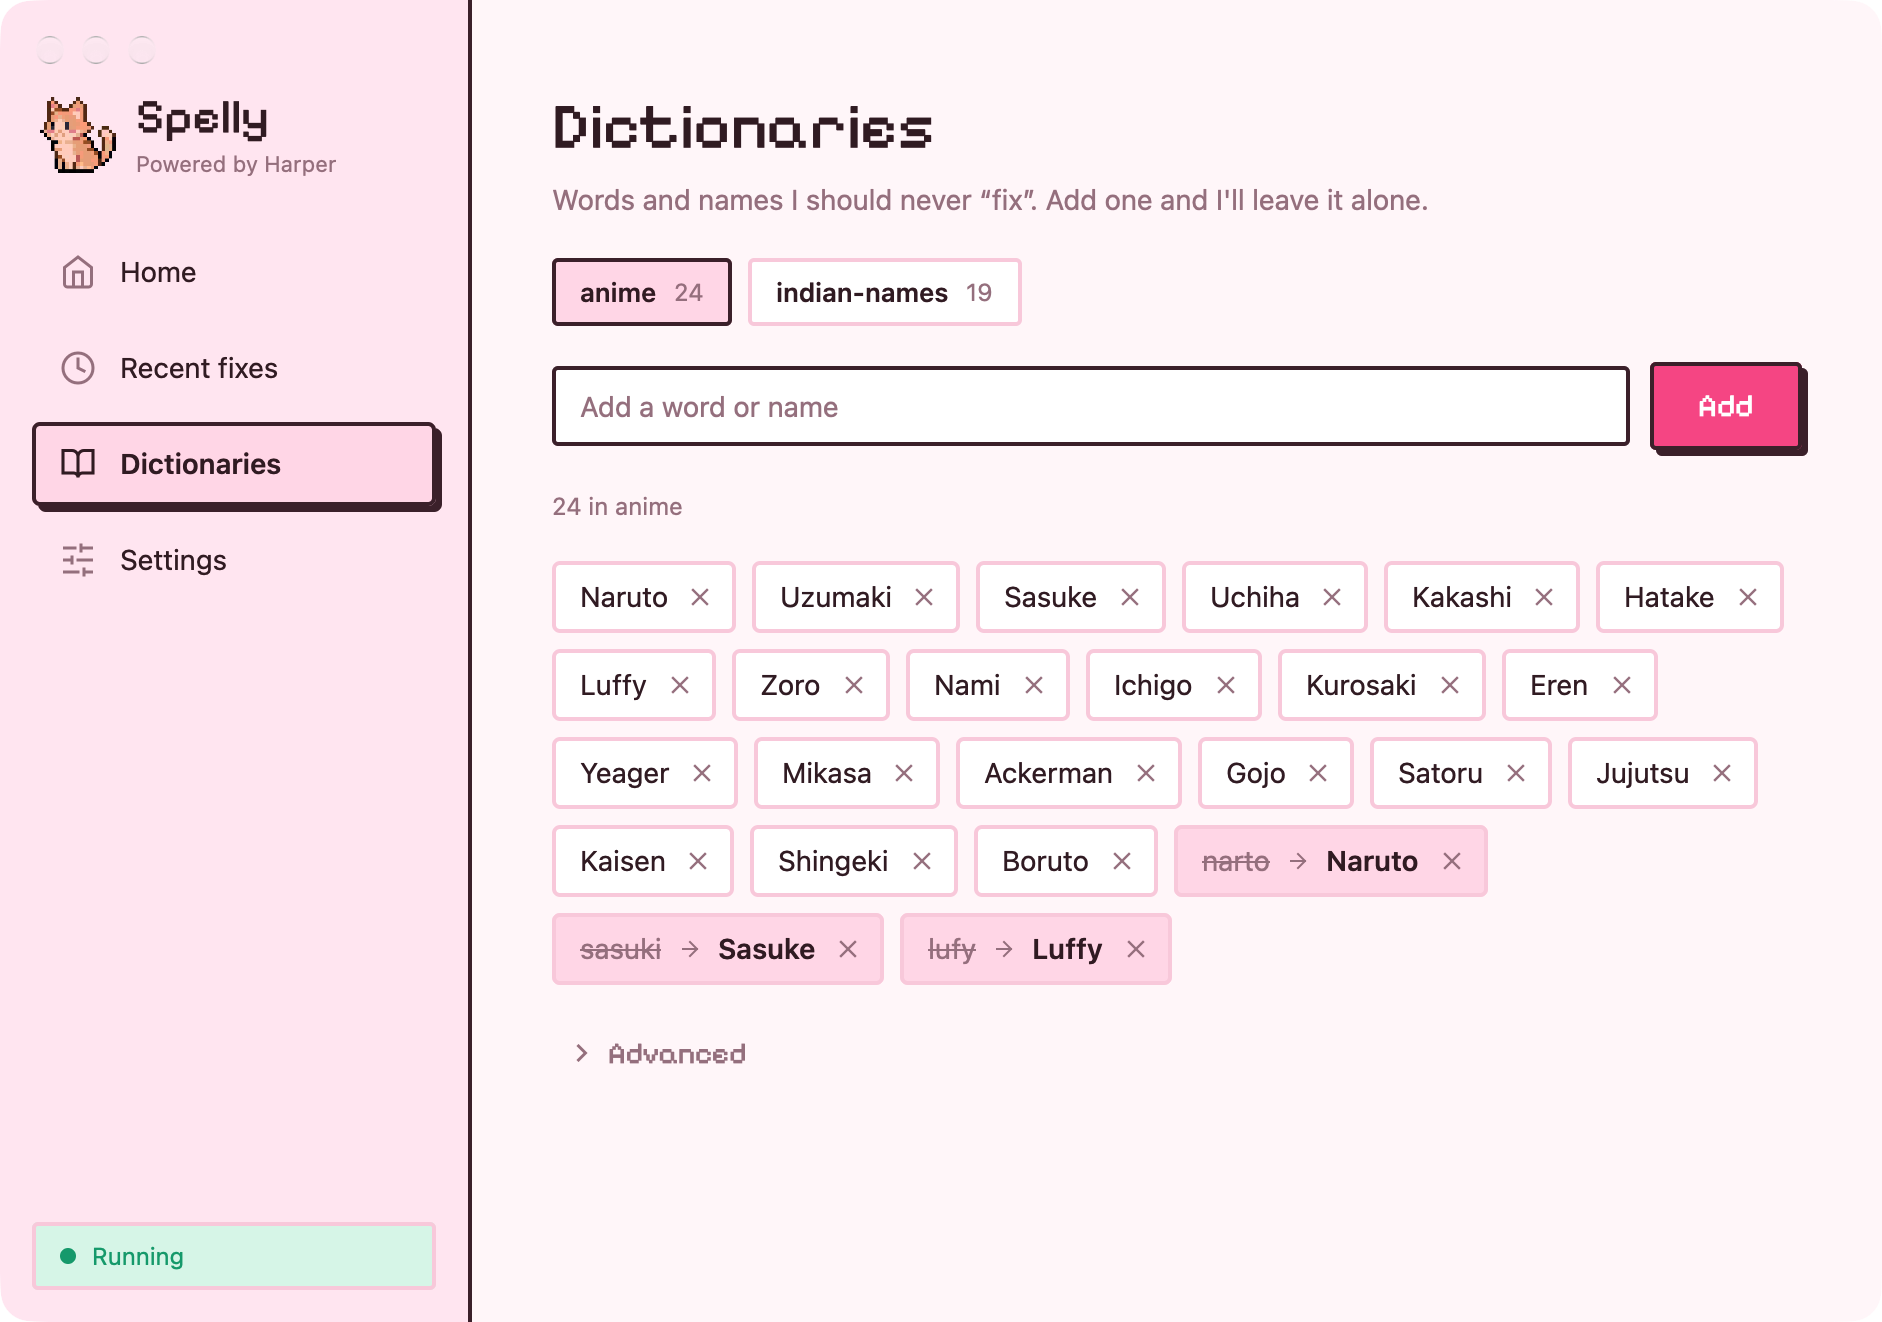 Spelly
Powered by Harper
Home
Recent fixes
Dictionaries
Settings
Running
Dictionaries
Words and names I should never “fix”. Add one and I'll leave it alone.
anime 24 indian-names 19
Add a word or name Add
24 in anime
Naruto × Uzumaki × Sasuke × Uchiha × Kakashi × Hatake ×
Luffy × Zoro × Nami × Ichigo × Kurosaki × Eren ×
Yeager × Mikasa × Ackerman × Gojo × Satoru × Jujutsu ×
Kaisen × Shingeki × Boruto × narto → Naruto ×
sasuki → Sasuke × lufy → Luffy ×
> Advanced